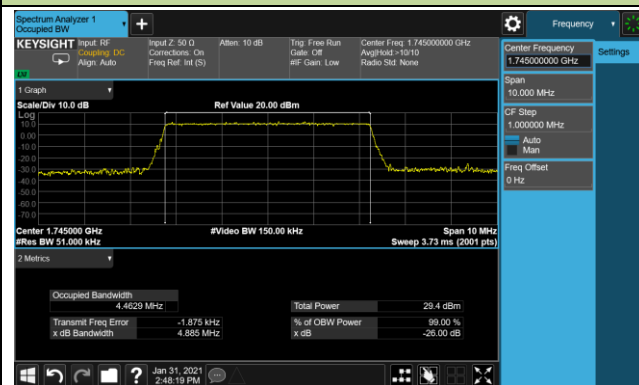 Spectrum Analyzer 1
Occupied BW
Frequency
KEYSIGHT
Input: RF
Coupling: DC
Align: Auto
Input Z: 50 Ω
Corrections: On
Freq Ref: Int (S)
Atten: 10 dB
Trig: Free Run
Gate: Off
#IF Gain: Low
Center Freq: 1.745000000 GHz
Avg|Hold:>10/10
Radio Std: None
Center Frequency
1.745000000 GHz
Settings
Span
10.000 MHz
CF Step
1.000000 MHz
Auto
Man
Freq Offset
0 Hz
1 Graph
Scale/Div 10.0 dB
Ref Value 20.00 dBm
Log
10.0
0.00
-10.0
-20.0
-30.0
-40.0
-50.0
-60.0
-70.0
Center 1.745000 GHz
#Video BW 150.00 kHz
Span 10 MHz
#Res BW 51.000 kHz
Sweep 3.73 ms (2001 pts)
2 Metrics
Occupied Bandwidth
4.4629 MHz
Total Power
29.4 dBm
Transmit Freq Error
-1.875 kHz
% of OBW Power
99.00 %
x dB Bandwidth
4.885 MHz
x dB
-26.00 dB
?
Jan 31, 2021
2:48:19 PM